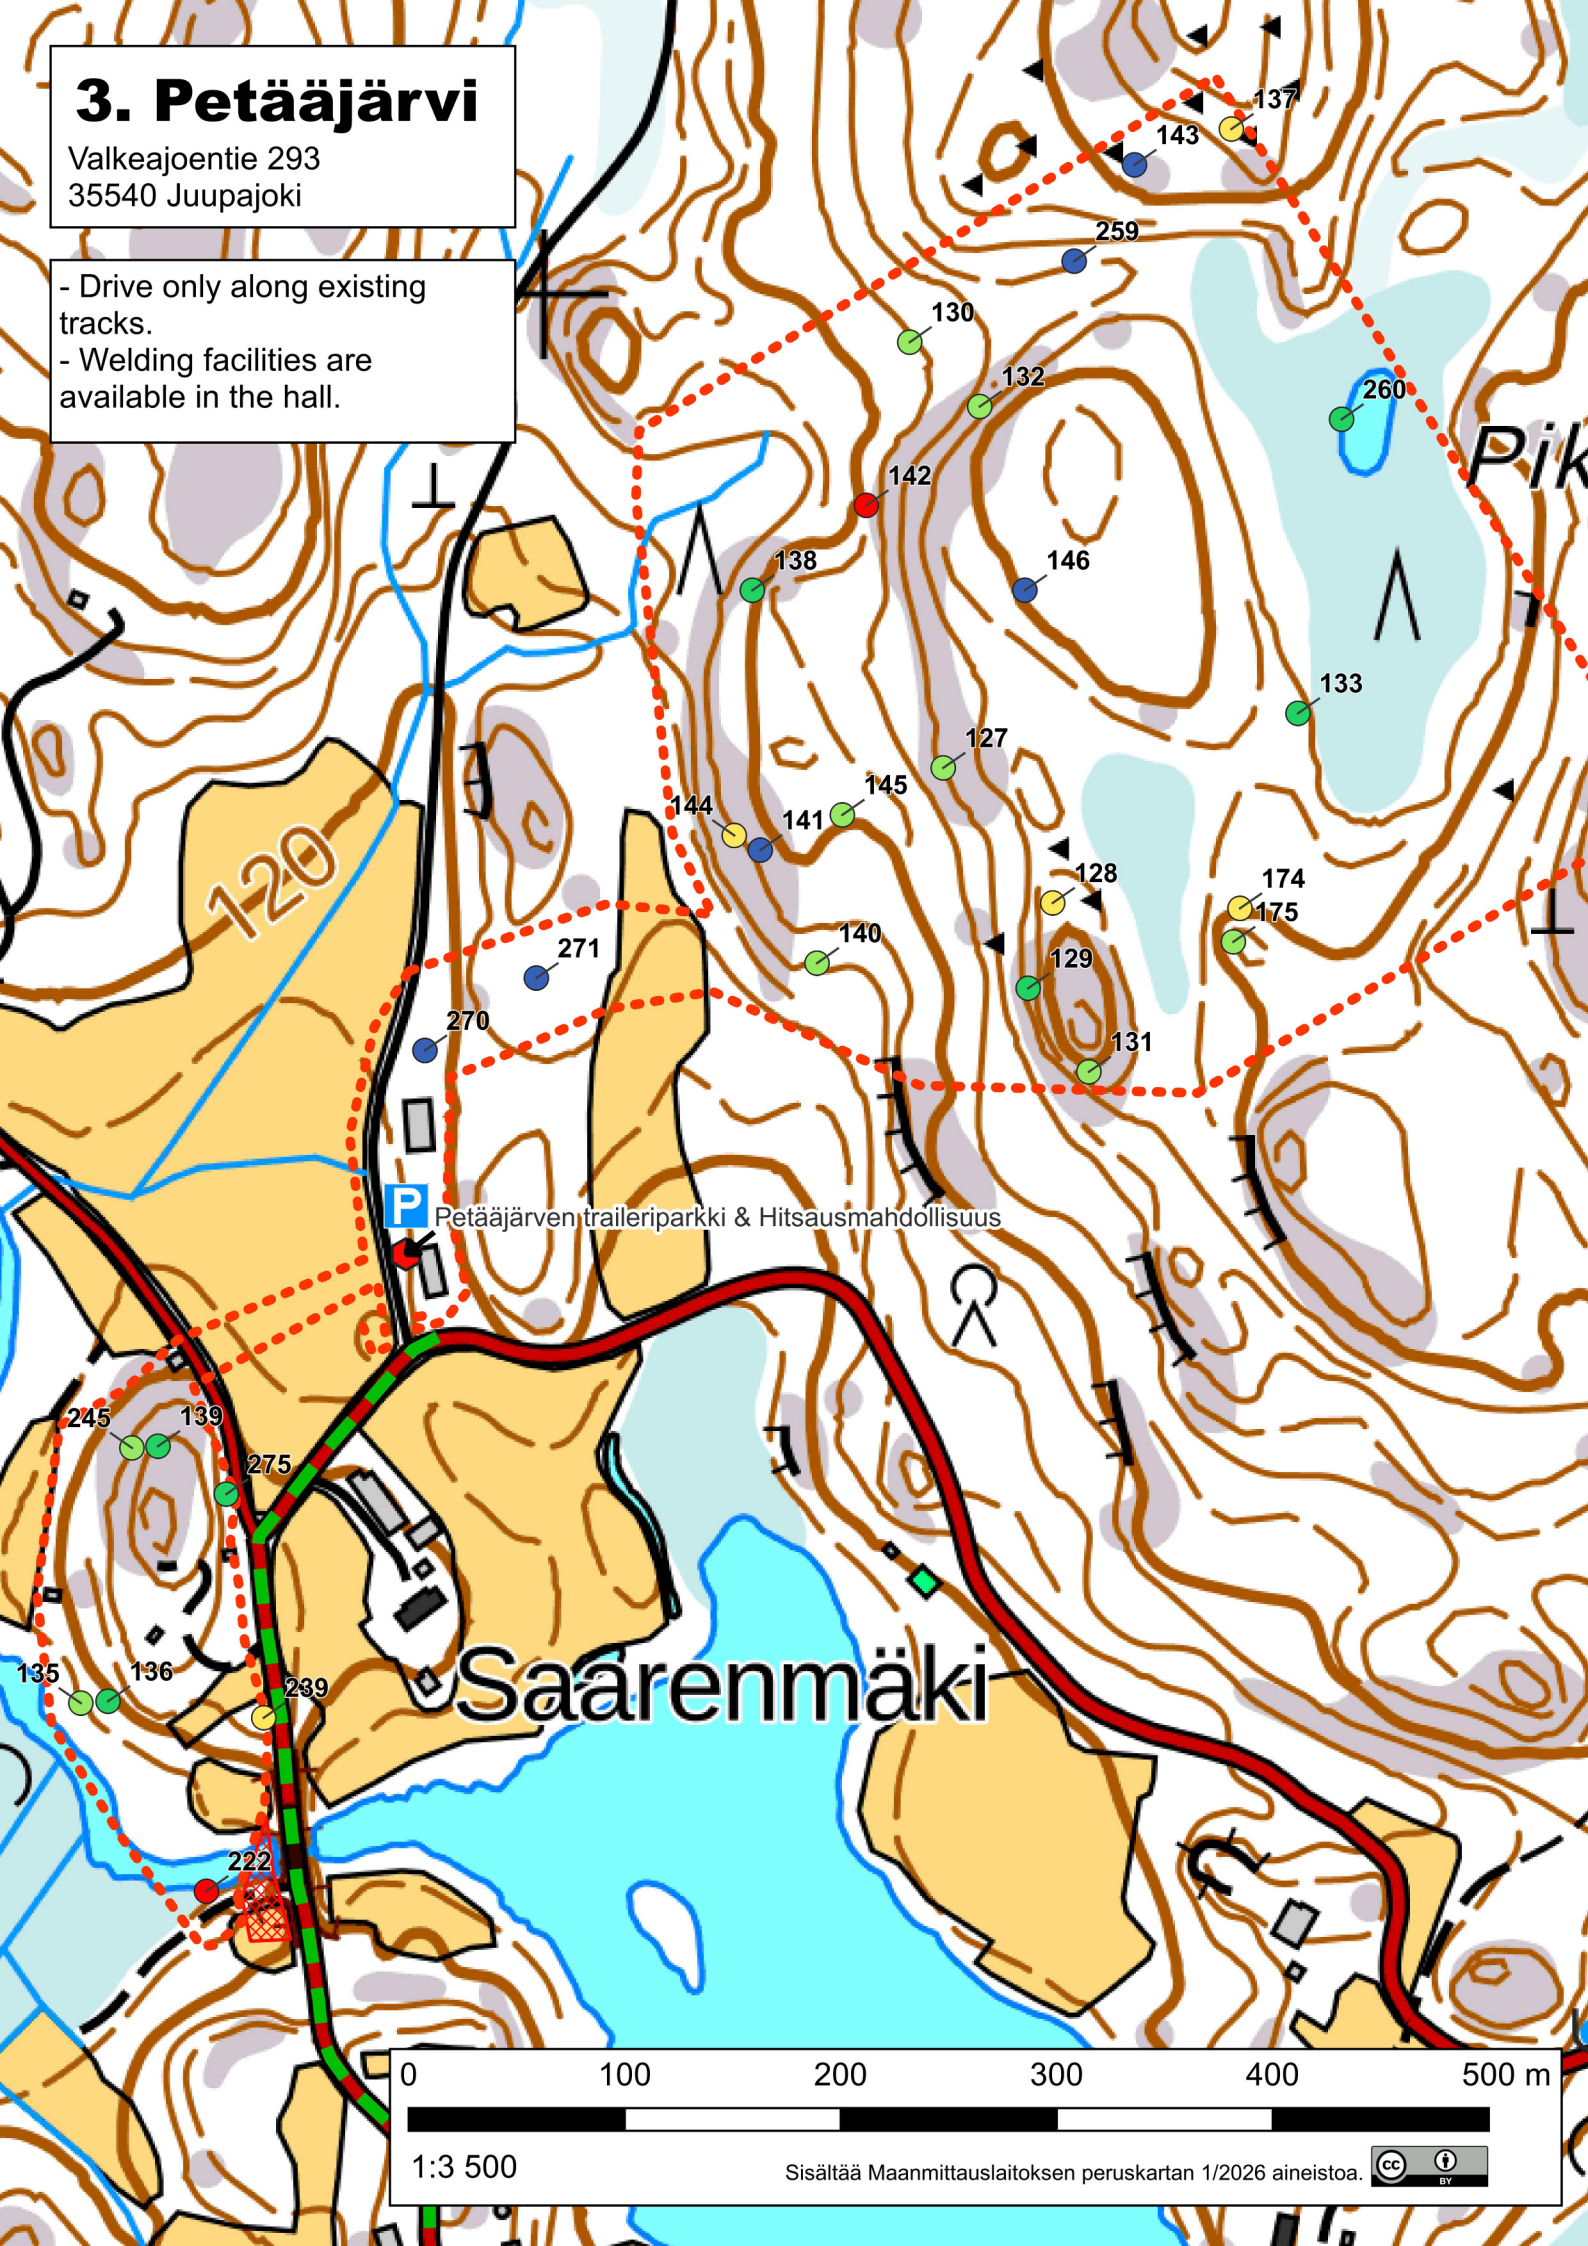 3. Petääjärvi
Valkeajoentie 293
35540 Juupajoki
- Drive only along existing
tracks.
- Welding facilities are
available in the hall.
137
143
259
130
132
260
Pik
142
138
146
133
127
145
144
141
128
174
175
140
129
271
270
131
120
P
Petääjärven traileriparkki & Hitsausmahdollisuus
245
139
275
135
136
239
Saarenmäki
222
0 100 200 300 400 500 m
1:3 500
Sisältää Maanmittauslaitoksen peruskartan 1/2026 aineistoa.
cc BY